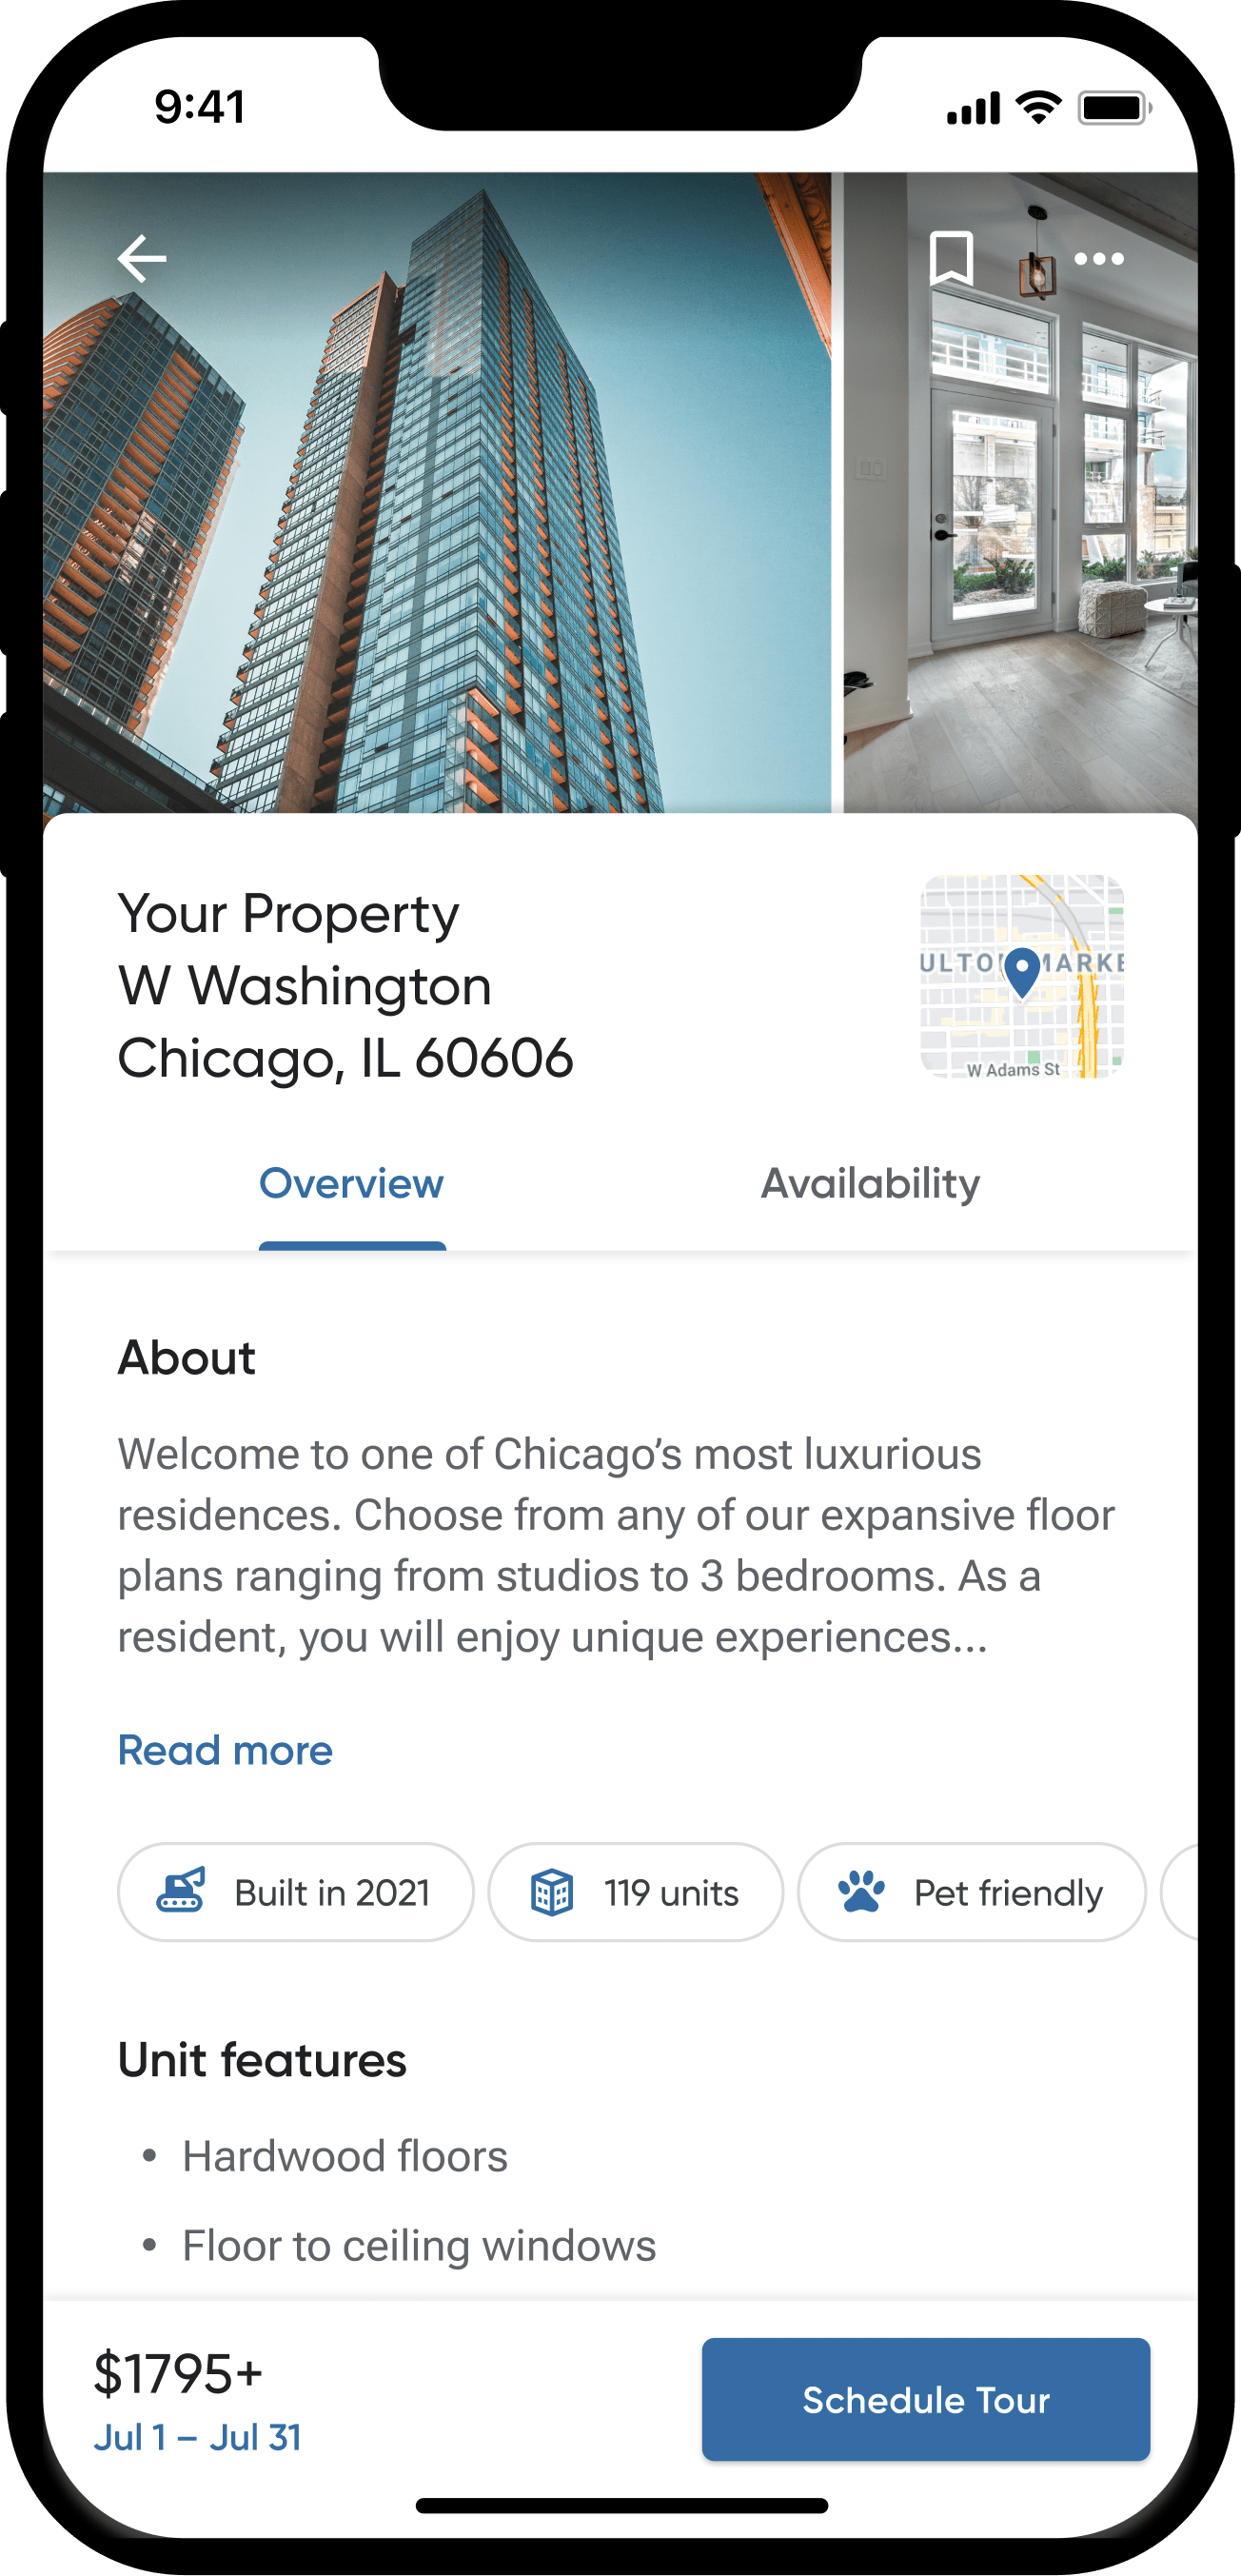 9:41
Your Property
W Washington
Chicago, IL 60606
ULTO MARKE
W Adams St
Overview
Availability
About
Welcome to one of Chicago’s most luxurious
residences. Choose from any of our expansive floor
plans ranging from studios to 3 bedrooms. As a
resident, you will enjoy unique experiences...
Read more
Built in 2021
119 units
Pet friendly
Unit features
• Hardwood floors
• Floor to ceiling windows
$1795+
Jul 1 – Jul 31
Schedule Tour